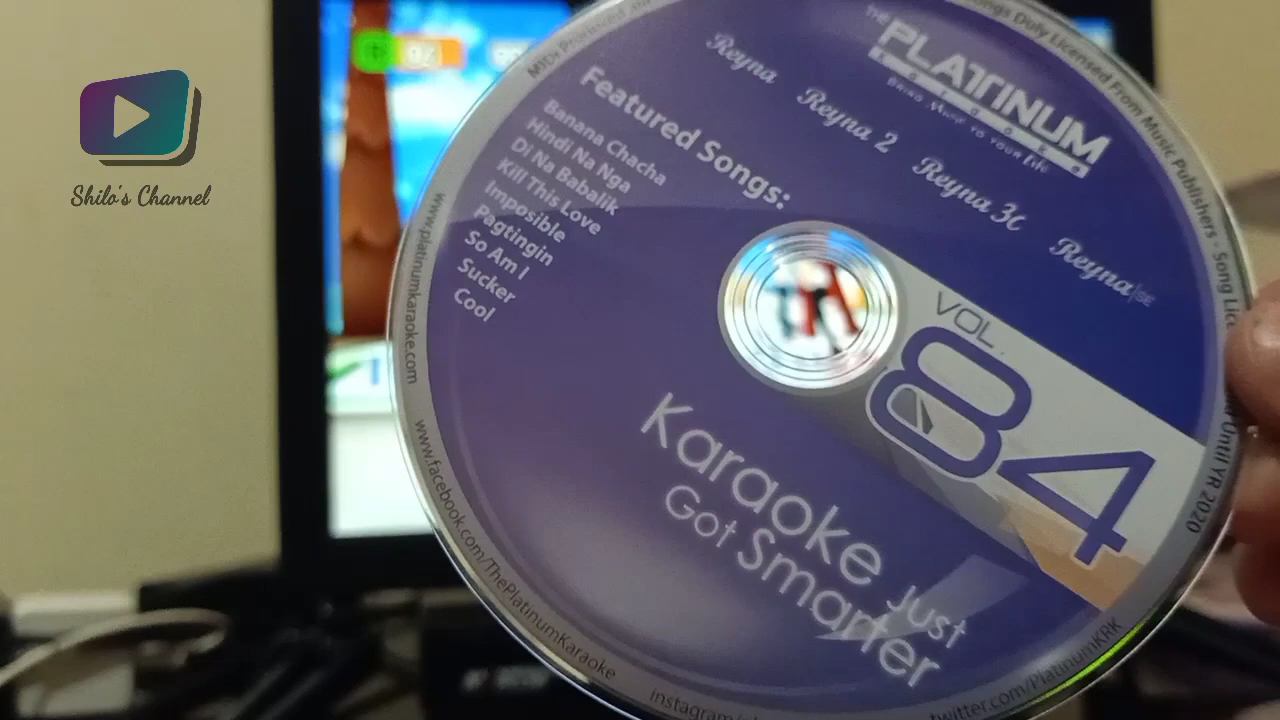 Shilo's Channel
THE
PLATINUM
KARAOKE
BRING MUSIC TO YOUR life
Reyna
Reyna 2
Reyna 3X
Reyna|SE
Featured Songs:
Banana Chacha
Hindi Na Nga
Di Na Babalik
Kill This Love
Imposible
Pagtingin
So Am I
Sucker
Cool
VOL.
84
Karaoke Just
Got Smarter
Songs Duly Licensed From Music Publishers - Song
Until YR 2020
www.platinumkaraoke.com
www.facebook.com/ThePlatinumKaraoke
instagram
twitter.com/PlatinumKRK